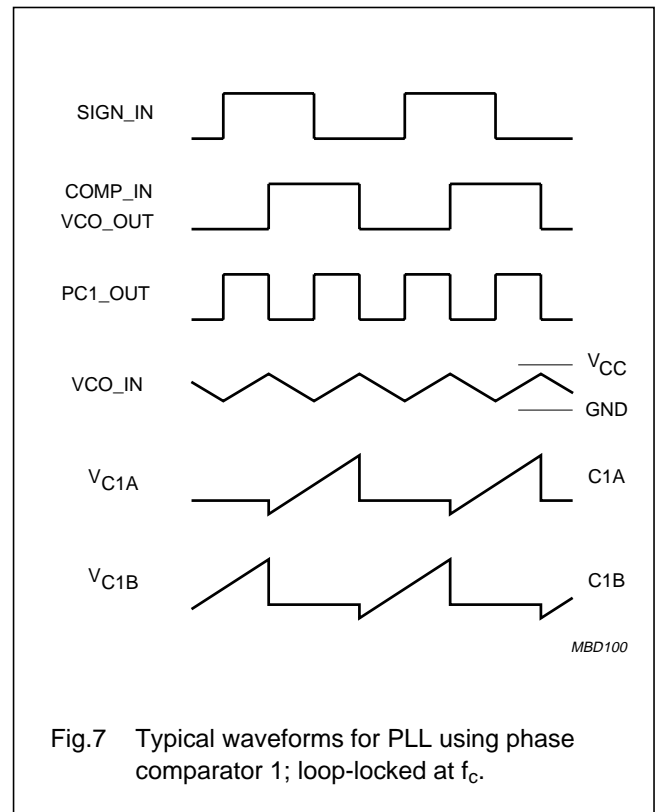 SIGN_IN
COMP_IN
VCO_OUT
PC1_OUT
VCO_IN
VCC
GND
VC1A
C1A
VC1B
C1B
MBD100
Fig.7 Typical waveforms for PLL using phase
comparator 1; loop-locked at fc.